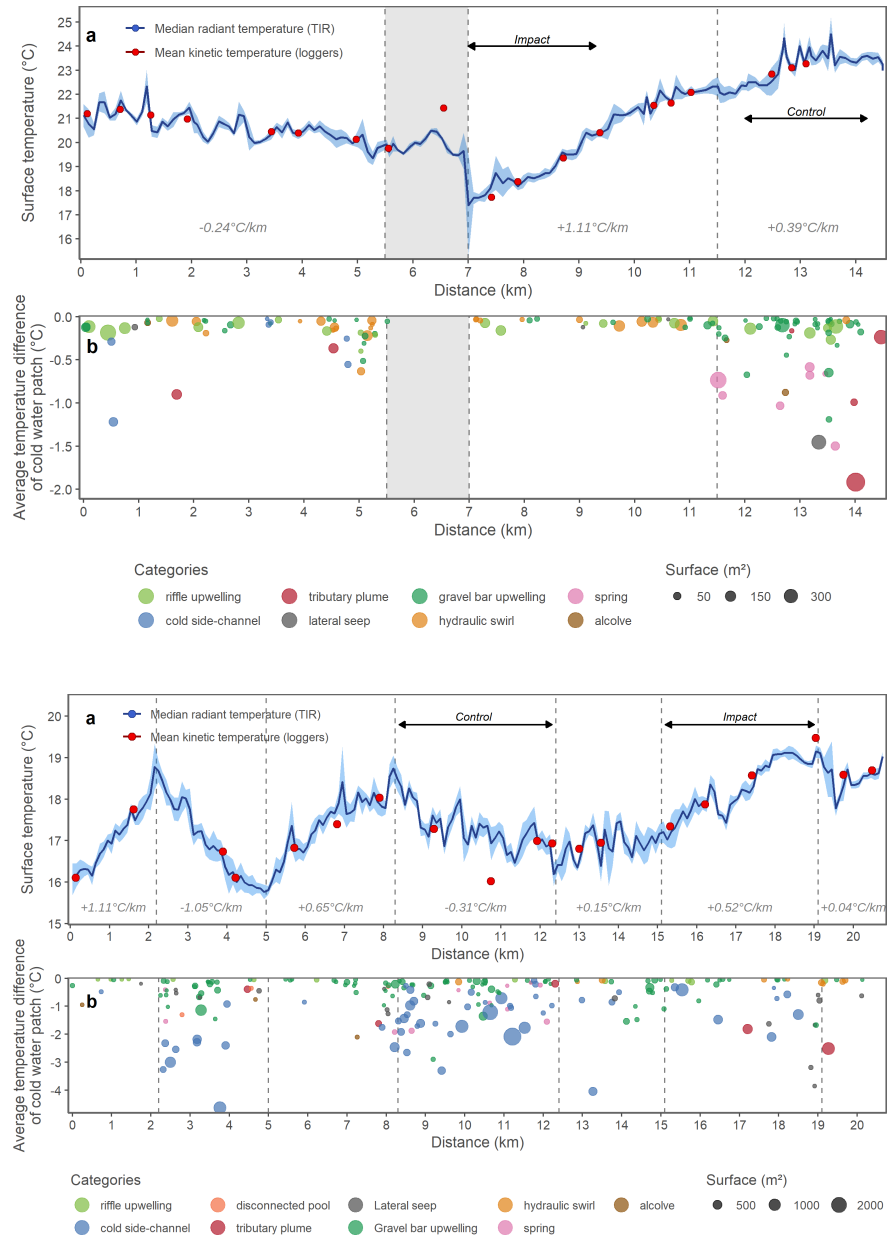 a
Median radiant temperature (TIR)
Mean kinetic temperature (loggers)
Impact
Control
Surface temperature (°C)
25
24
23
22
21
20
19
18
17
16
-0.24°C/km
+1.11°C/km
+0.39°C/km
0 1 2 3 4 5 6 7 8 9 10 11 12 13 14
Distance (km)
b
Average temperature difference
of cold water patch (°C)
0.0
-0.5
-1.0
-1.5
-2.0
0 1 2 3 4 5 6 7 8 9 10 11 12 13 14
Distance (km)
Categories
Surface (m²)
riffle upwelling
tributary plume
gravel bar upwelling
spring
50
150
300
cold side-channel
lateral seep
hydraulic swirl
alcolve
a
Median radiant temperature (TIR)
Mean kinetic temperature (loggers)
Control
Impact
Surface temperature (°C)
20
19
18
17
16
15
+1.11°C/km
-1.05°C/km
+0.65°C/km
-0.31°C/km
+0.15°C/km
+0.52°C/km
+0.04°C/km
0 1 2 3 4 5 6 7 8 9 10 11 12 13 14 15 16 17 18 19 20
Distance (km)
b
Average temperature difference
of cold water patch (°C)
0
-1
-2
-3
-4
0 1 2 3 4 5 6 7 8 9 10 11 12 13 14 15 16 17 18 19 20
Distance (km)
Categories
Surface (m²)
riffle upwelling
disconnected pool
Lateral seep
hydraulic swirl
alcolve
500
1000
2000
cold side-channel
tributary plume
Gravel bar upwelling
spring